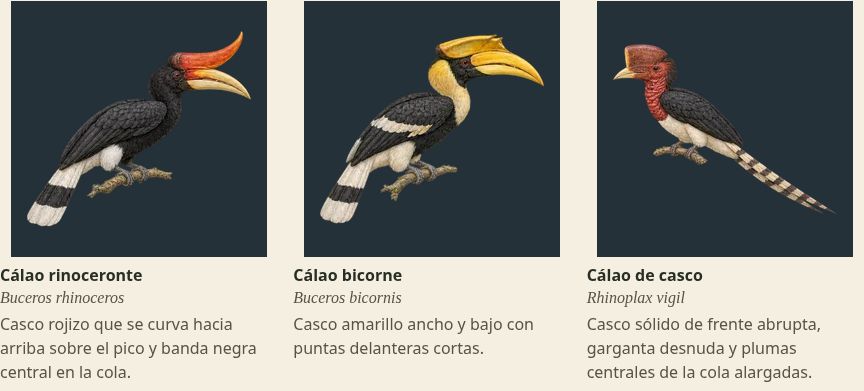 Cálao rinoceronte
Buceros rhinoceros
Casco rojizo que se curva hacia
arriba sobre el pico y banda negra
central en la cola.
Cálao bicorne
Buceros bicornis
Casco amarillo ancho y bajo con
puntas delanteras cortas.
Cálao de casco
Rhinoplax vigil
Casco sólido de frente abrupta,
garganta desnuda y plumas
centrales de la cola alargadas.